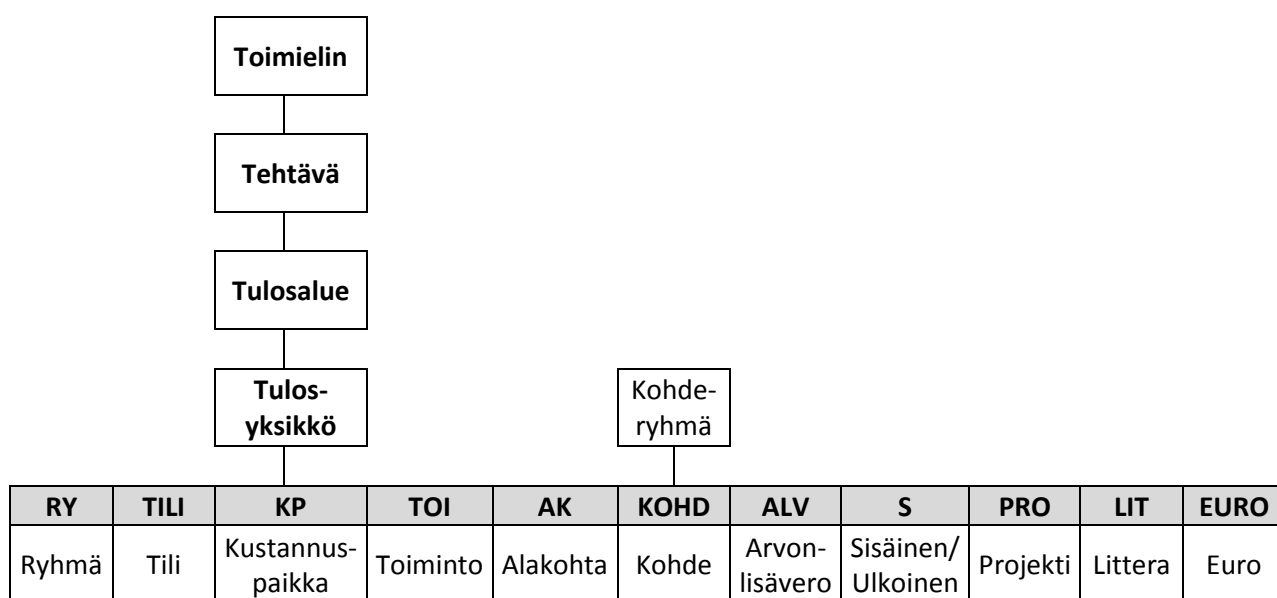 Toimielin
Tehtävä
Tulosalue
Tulos-
yksikkö
Kohde-
ryhmä
RY TILI KP TOI AK KOHD ALV S PRO LIT EURO
Ryhmä Tili Kustannus-
paikka Toiminto Alakohta Kohde Arvon-
lisävero Sisäinen/
Ulkoinen Projekti Littera Euro